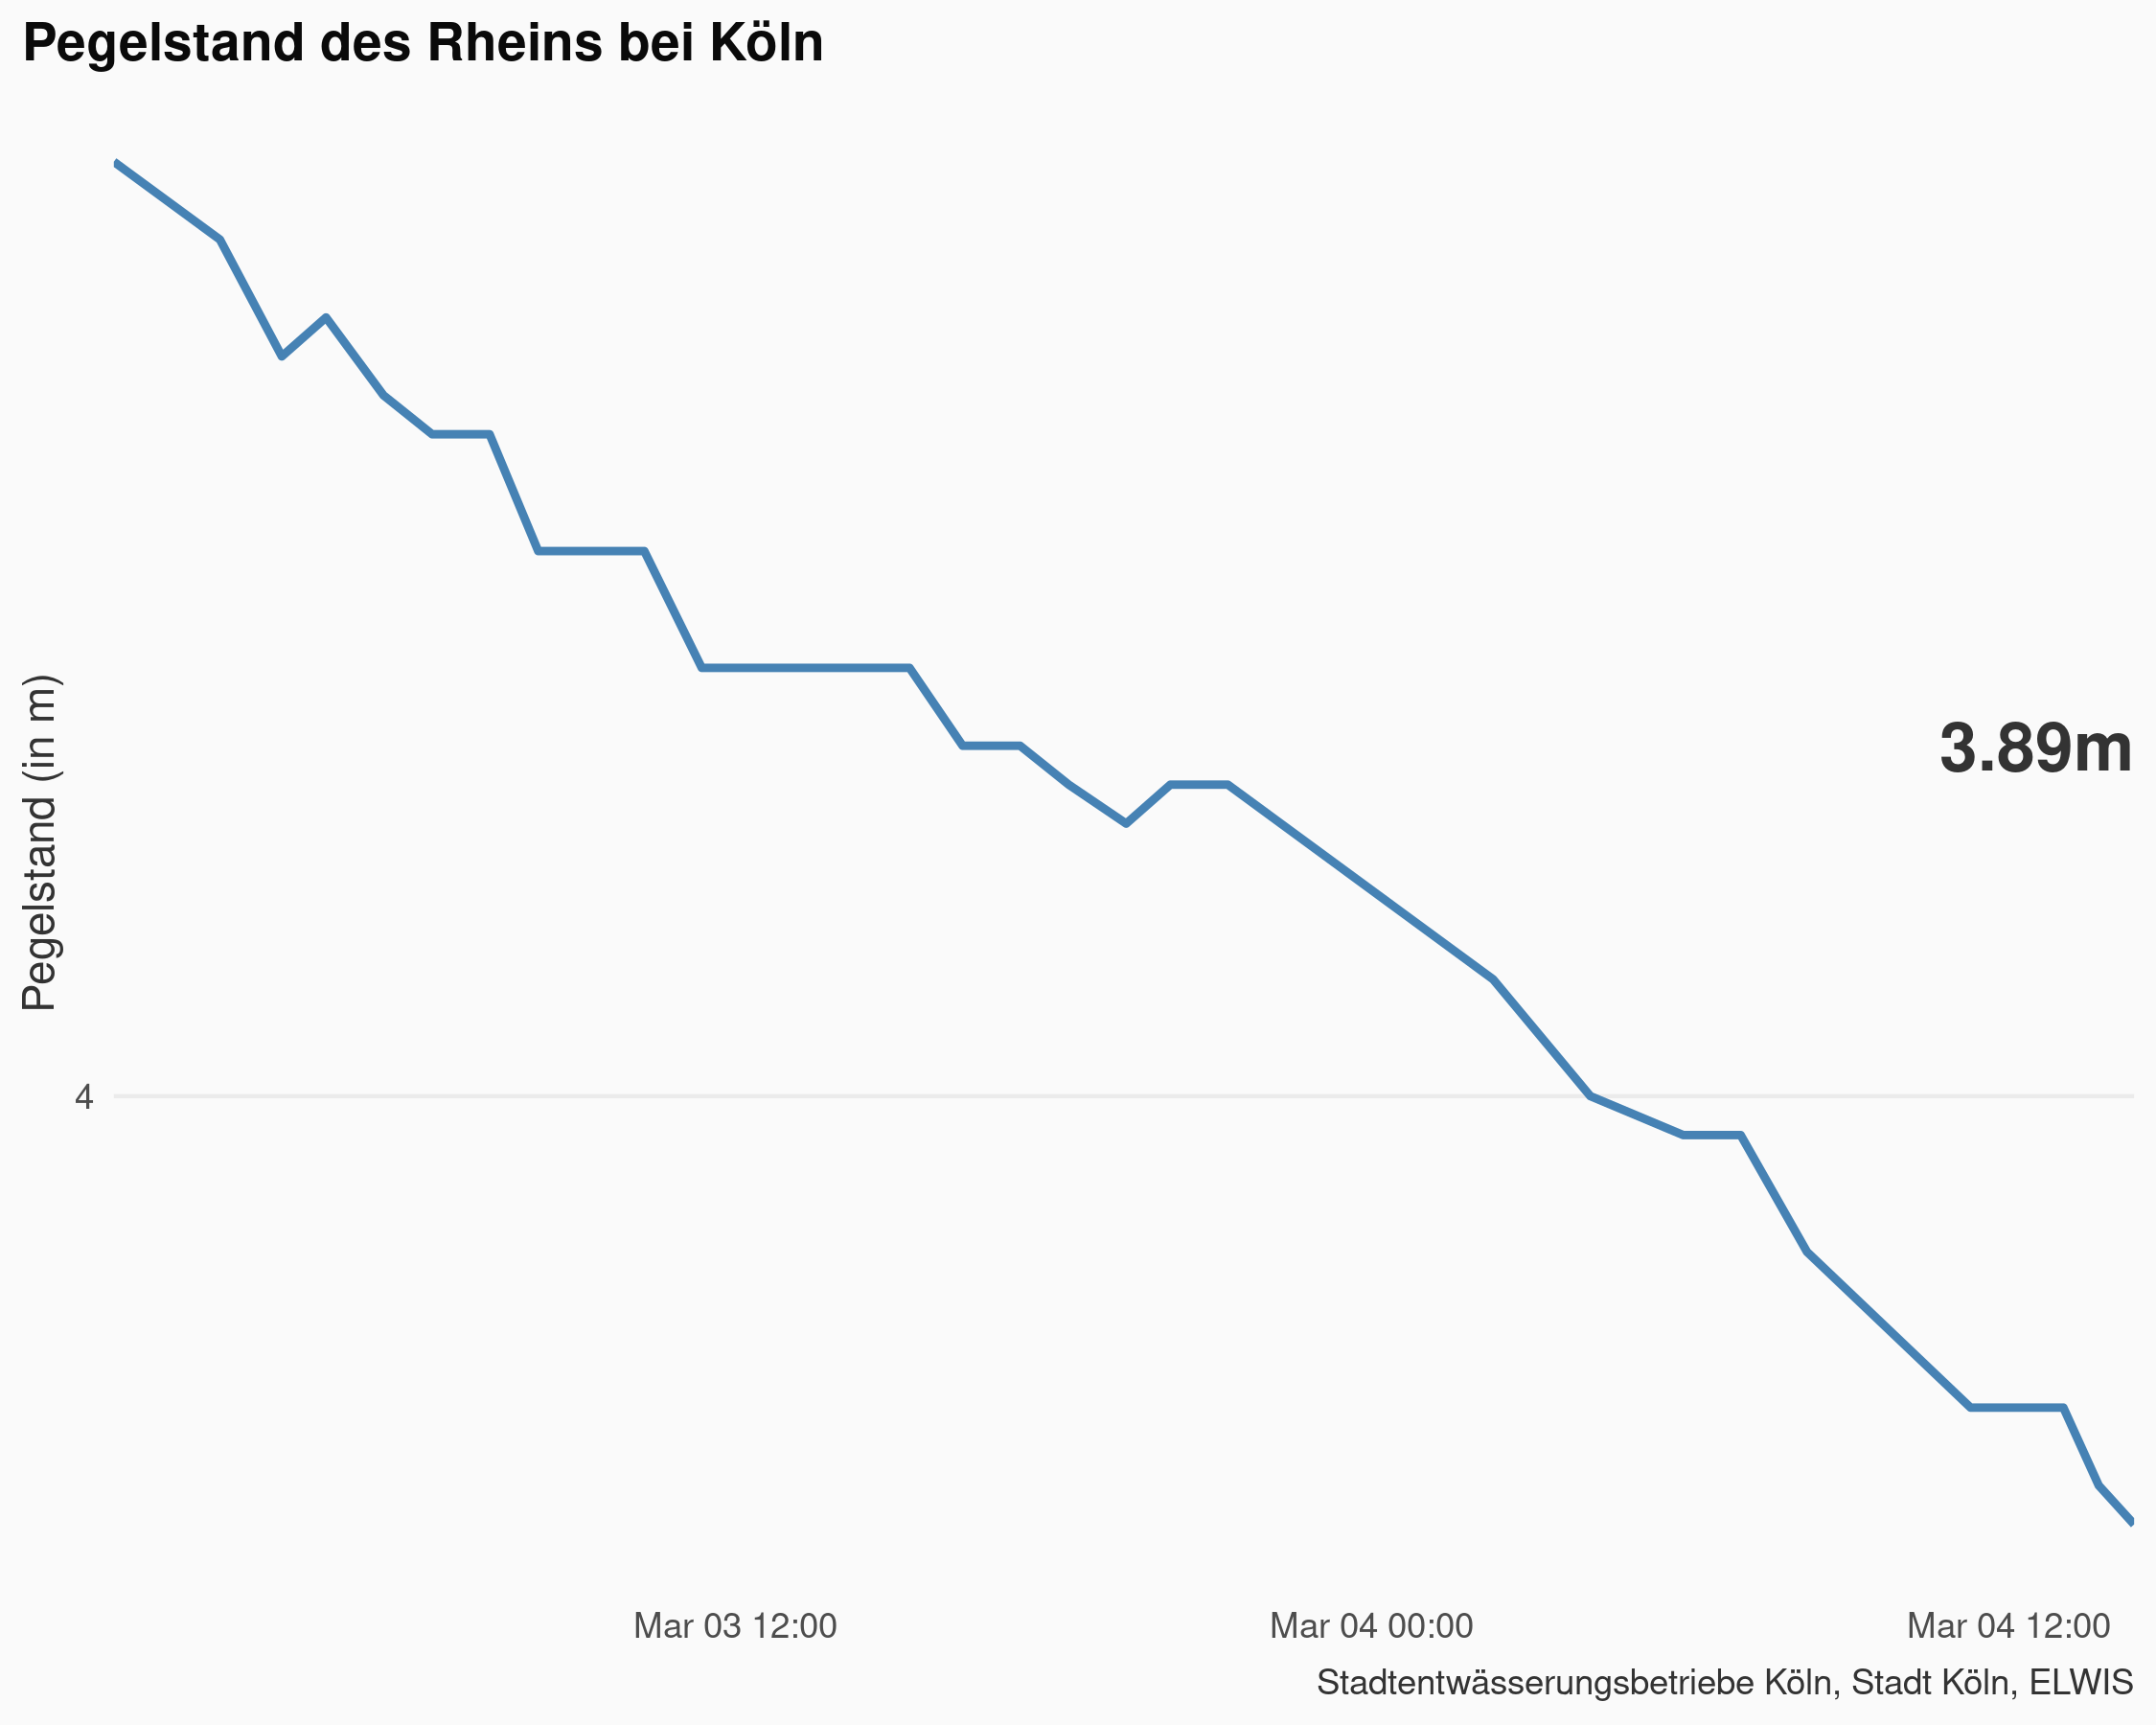 Pegelstand des Rheins bei Köln
Pegelstand (in m)
3.89m
4
Mar 03 12:00
Mar 04 00:00
Mar 04 12:00
Stadtentwässerungsbetriebe Köln, Stadt Köln, ELWIS